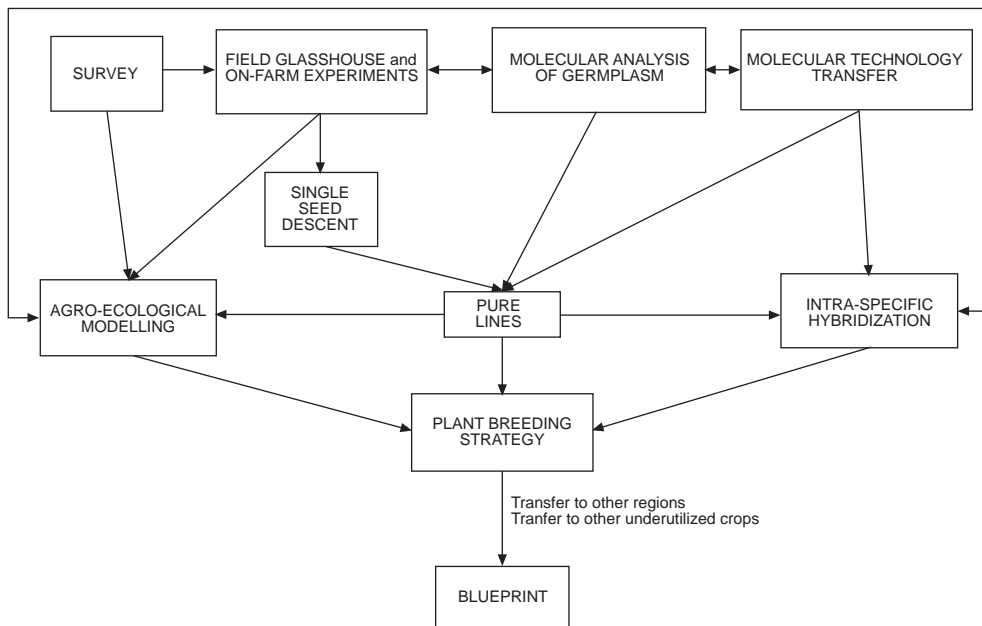 SURVEY
FIELD GLASSHOUSE and
ON-FARM EXPERIMENTS
MOLECULAR ANALYSIS
OF GERMPLASM
MOLECULAR TECHNOLOGY
TRANSFER
SINGLE
SEED
DESCENT
AGRO-ECOLOGICAL
MODELLING
PURE
LINES
INTRA-SPECIFIC
HYBRIDIZATION
PLANT BREEDING
STRATEGY
Transfer to other regions
Tranfer to other underutilized crops
BLUEPRINT